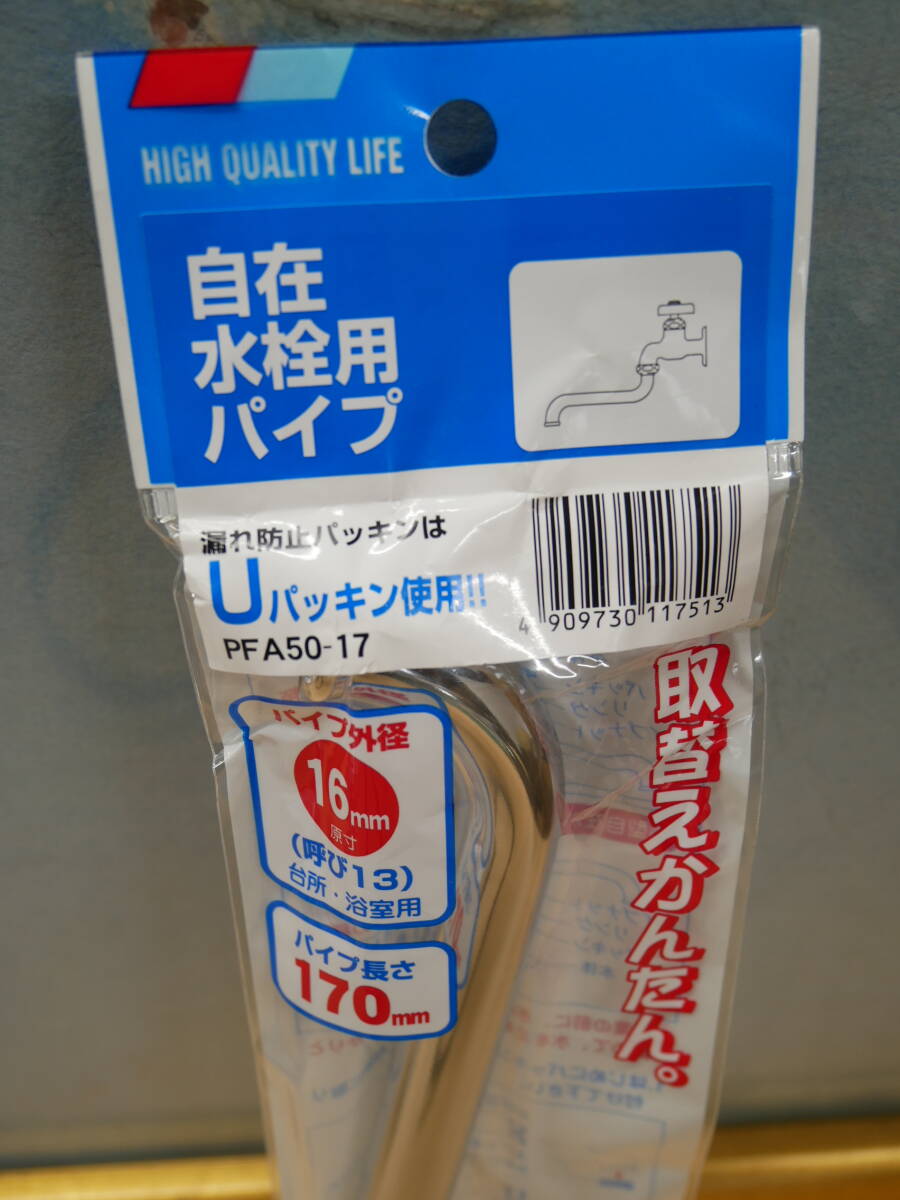 HIGH QUALITY LIFE
自在
水栓用
パイプ
漏れ防止パッキンは
Uパッキン使用!!
PFA50-17
4 909730 117513
取替えかんたん。
パイプ外径
16mm
原寸
(呼び13)
台所・浴室用
パイプ長さ
170mm